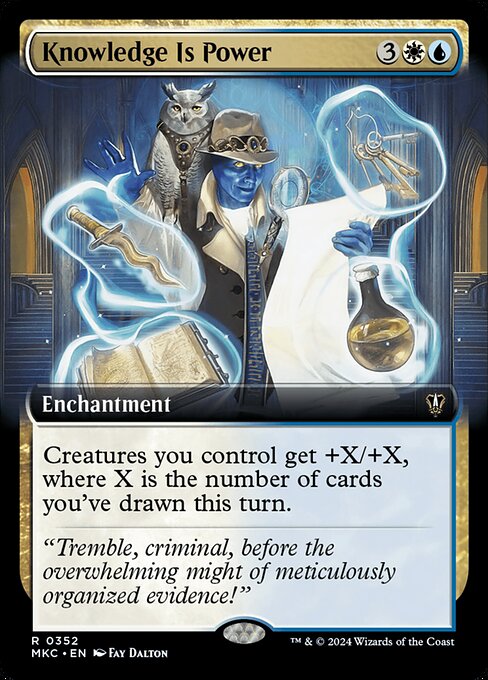 Knowledge Is Power 3
Enchantment
Creatures you control get +X/+X,
where X is the number of cards
you’ve drawn this turn.
“Tremble, criminal, before the
overwhelming might of meticulously
organized evidence!”
R 0352
MKC • EN Fay Dalton
™ & © 2024 Wizards of the Coast